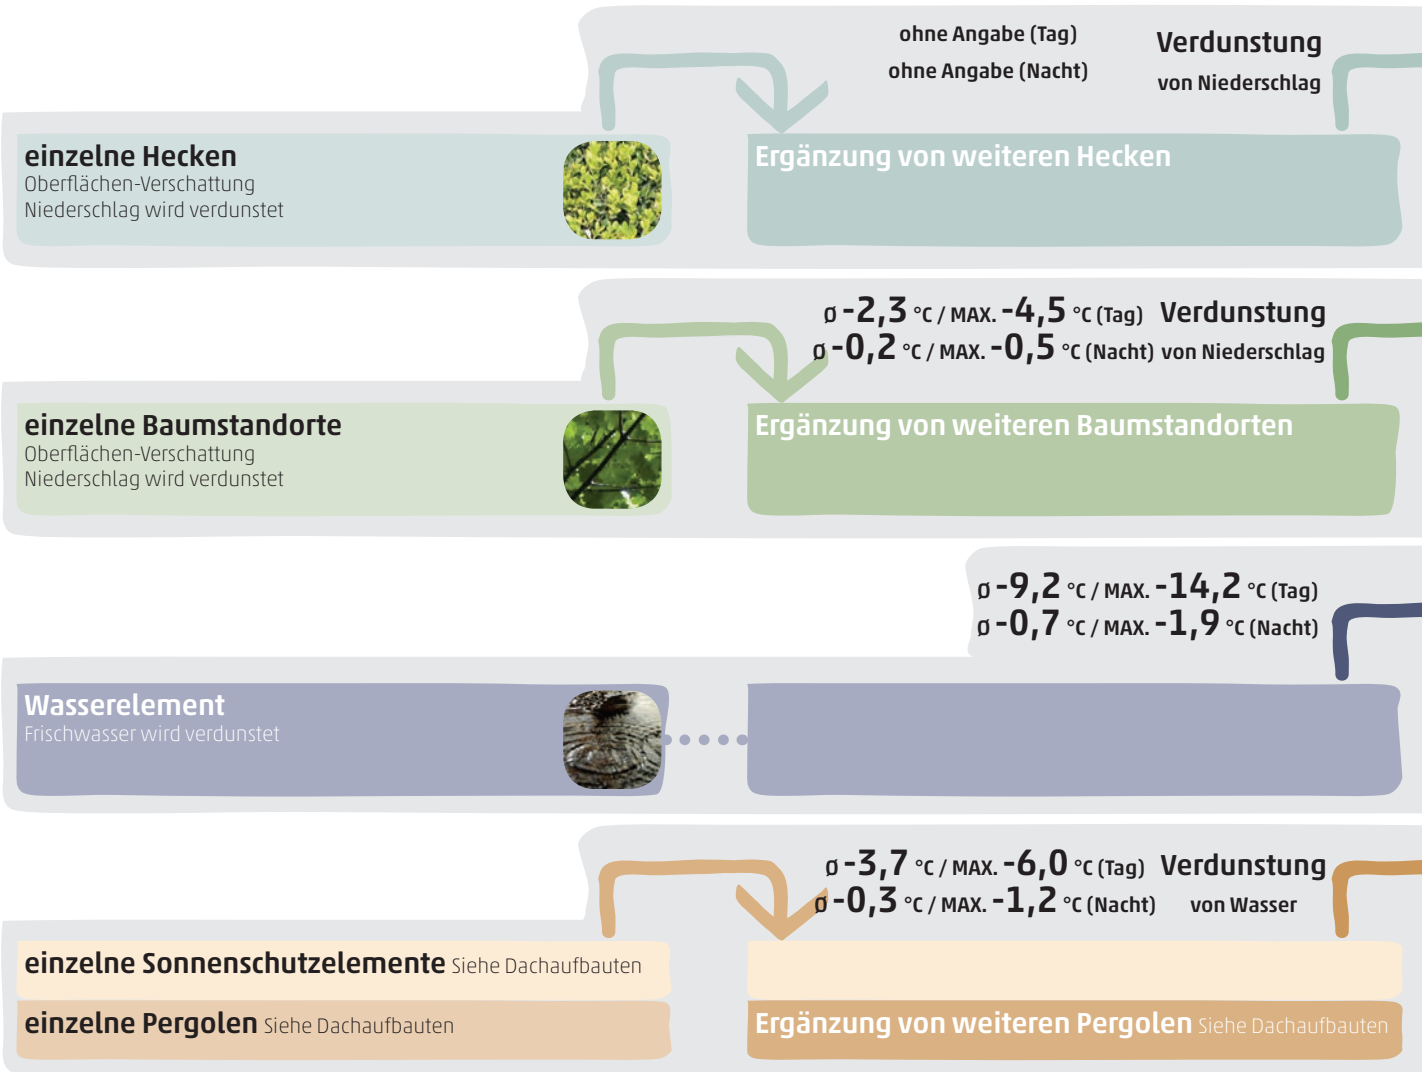 ohne Angabe (Tag)
ohne Angabe (Nacht)
Verdunstung
von Niederschlag
einzelne Hecken
Oberflächen-Verschattung
Niederschlag wird verdunstet
Ergänzung von weiteren Hecken
Ø -2,3 °C / MAX. -4,5 °C (Tag) Verdunstung
Ø -0,2 °C / MAX. -0,5 °C (Nacht) von Niederschlag
einzelne Baumstandorte
Oberflächen-Verschattung
Niederschlag wird verdunstet
Ergänzung von weiteren Baumstandorten
Ø -9,2 °C / MAX. -14,2 °C (Tag)
Ø -0,7 °C / MAX. -1,9 °C (Nacht)
Wasserelement
Frischwasser wird verdunstet
Ø -3,7 °C / MAX. -6,0 °C (Tag) Verdunstung
Ø -0,3 °C / MAX. -1,2 °C (Nacht) von Wasser
einzelne Sonnenschutzelemente Siehe Dachaufbauten
einzelne Pergolen Siehe Dachaufbauten
Ergänzung von weiteren Pergolen Siehe Dachaufbauten